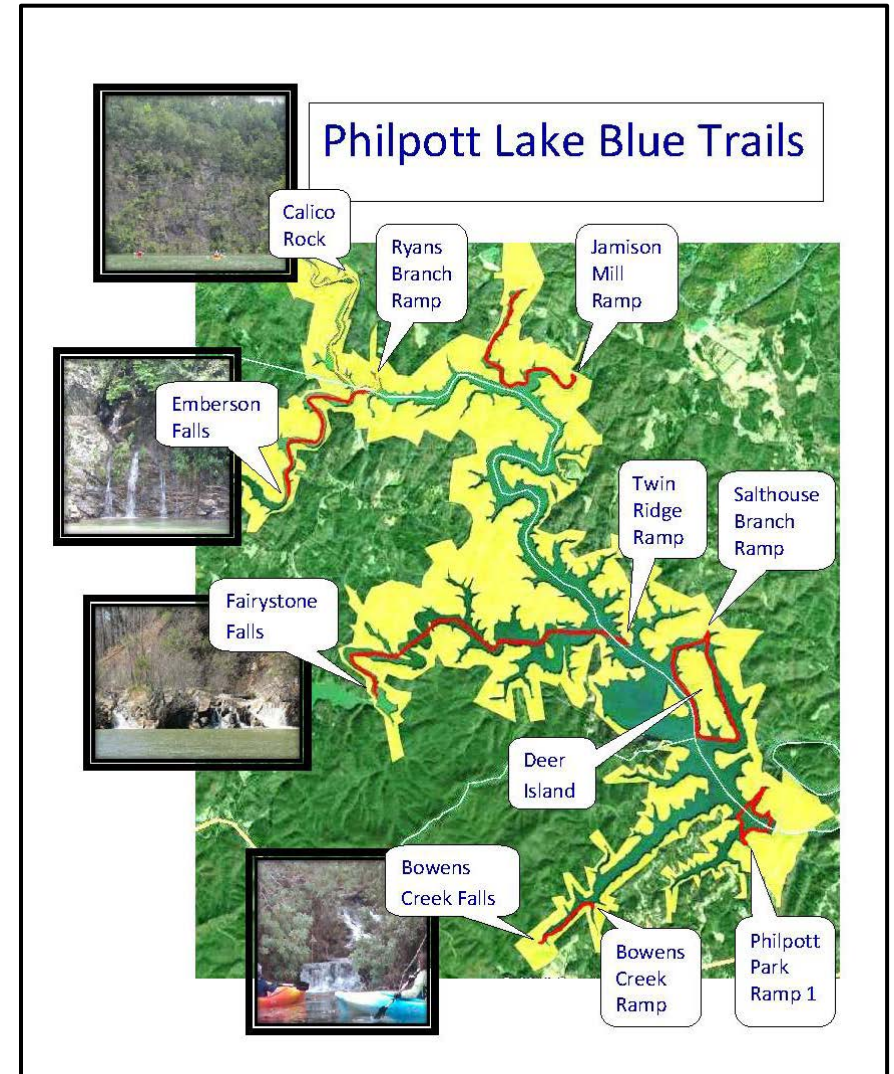 Philpott Lake Blue Trails
Calico
Rock
Ryans
Branch
Ramp
Jamison
Mill
Ramp
Emberson
Falls
Twin
Ridge
Ramp
Salthouse
Branch
Ramp
Fairystone
Falls
Deer
Island
Bowens
Creek Falls
Bowens
Creek
Ramp
Philpott
Park
Ramp 1